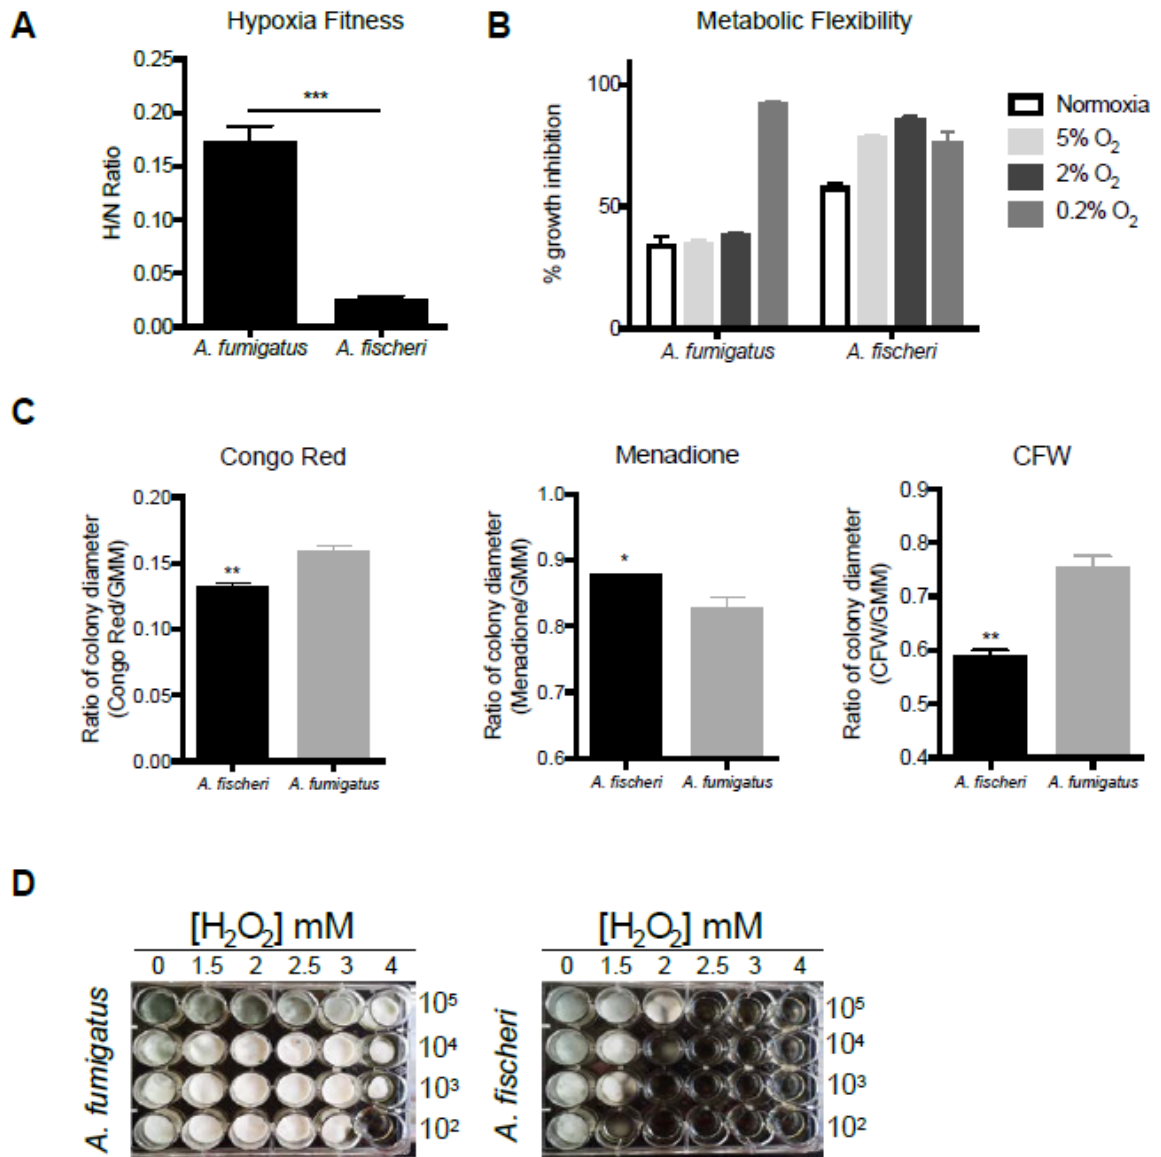 A
Hypoxia Fitness
H/N Ratio
0.25
0.20
0.15
0.10
0.05
0.00
***
A. fumigatus
A. fischeri
B
Metabolic Flexibility
% growth inhibition
100
50
0
A. fumigatus
A. fischeri
Normoxia
5% O₂
2% O₂
0.2% O₂
C
Congo Red
Ratio of colony diameter
(Congo Red/GMM)
0.20
0.15
0.10
0.05
0.00
**
A. fischeri
A. fumigatus
Menadione
Ratio of colony diameter
(Menadione/GMM)
1.0
0.9
0.8
0.7
0.6
*
A. fischeri
A. fumigatus
CFW
Ratio of colony diameter
(CFW/GMM)
0.9
0.8
0.7
0.6
0.5
0.4
**
A. fischeri
A. fumigatus
D
[H₂O₂] mM
0 1.5 2 2.5 3 4
A. fumigatus
10⁵
10⁴
10³
10²
[H₂O₂] mM
0 1.5 2 2.5 3 4
A. fischeri
10⁵
10⁴
10³
10²